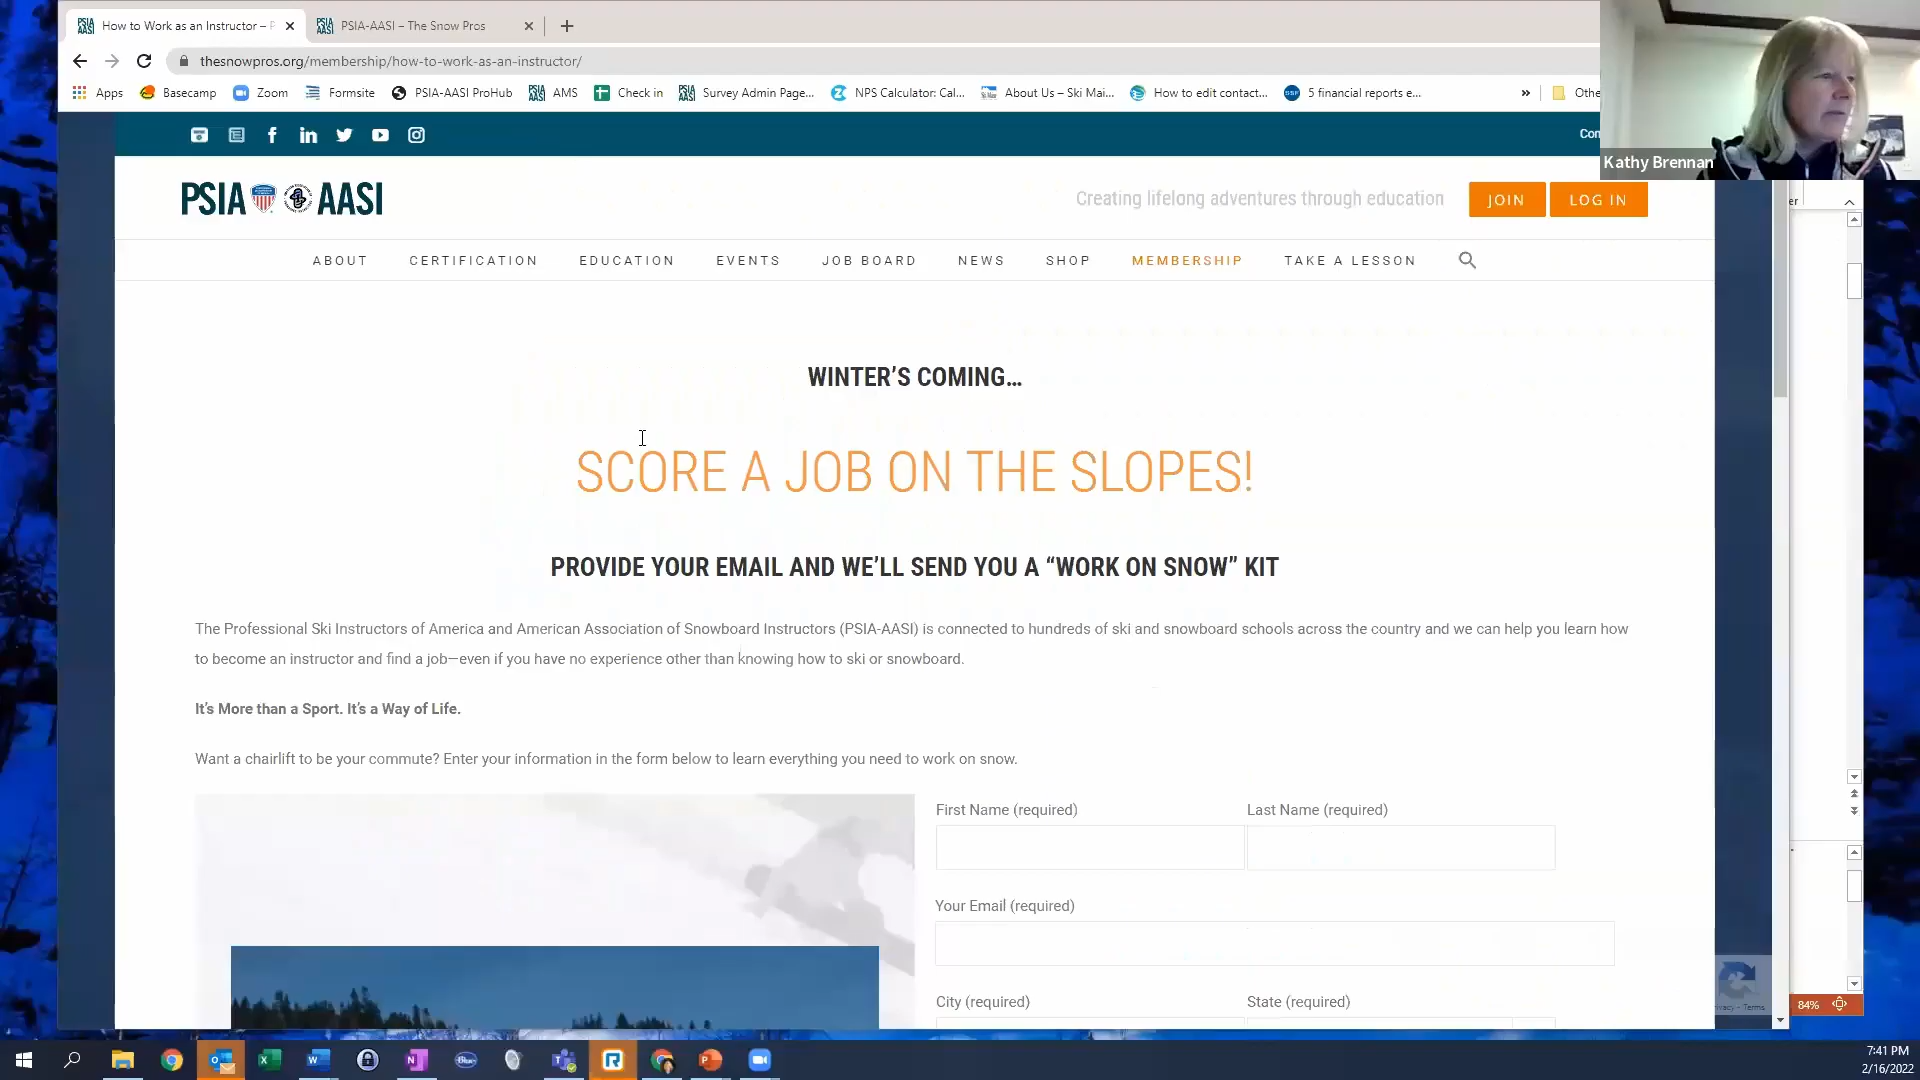 How to Work as an Instructor –
PSIA-AASI – The Snow Pros
thesnowpros.org/membership/how-to-work-as-an-instructor/
Apps
Basecamp
Zoom
Formsite
PSIA-AASI ProHub
AMS
Check in
Survey Admin Page...
NPS Calculator: Cal...
About Us – Ski Mai...
How to edit contact...
5 financial reports e...
»
Othe
Con
Kathy Brennan
PSIA AASI
Creating lifelong adventures through education
JOIN
LOG IN
er
ABOUT
CERTIFICATION
EDUCATION
EVENTS
JOB BOARD
NEWS
SHOP
MEMBERSHIP
TAKE A LESSON
WINTER’S COMING…
SCORE A JOB ON THE SLOPES!
PROVIDE YOUR EMAIL AND WE’LL SEND YOU A “WORK ON SNOW” KIT
The Professional Ski Instructors of America and American Association of Snowboard Instructors (PSIA-AASI) is connected to hundreds of ski and snowboard schools across the country and we can help you learn how
to become an instructor and find a job—even if you have no experience other than knowing how to ski or snowboard.
It’s More than a Sport. It’s a Way of Life.
Want a chairlift to be your commute? Enter your information in the form below to learn everything you need to work on snow.
First Name (required)
Last Name (required)
Your Email (required)
City (required)
State (required)
84%
7:41 PM
2/16/2022